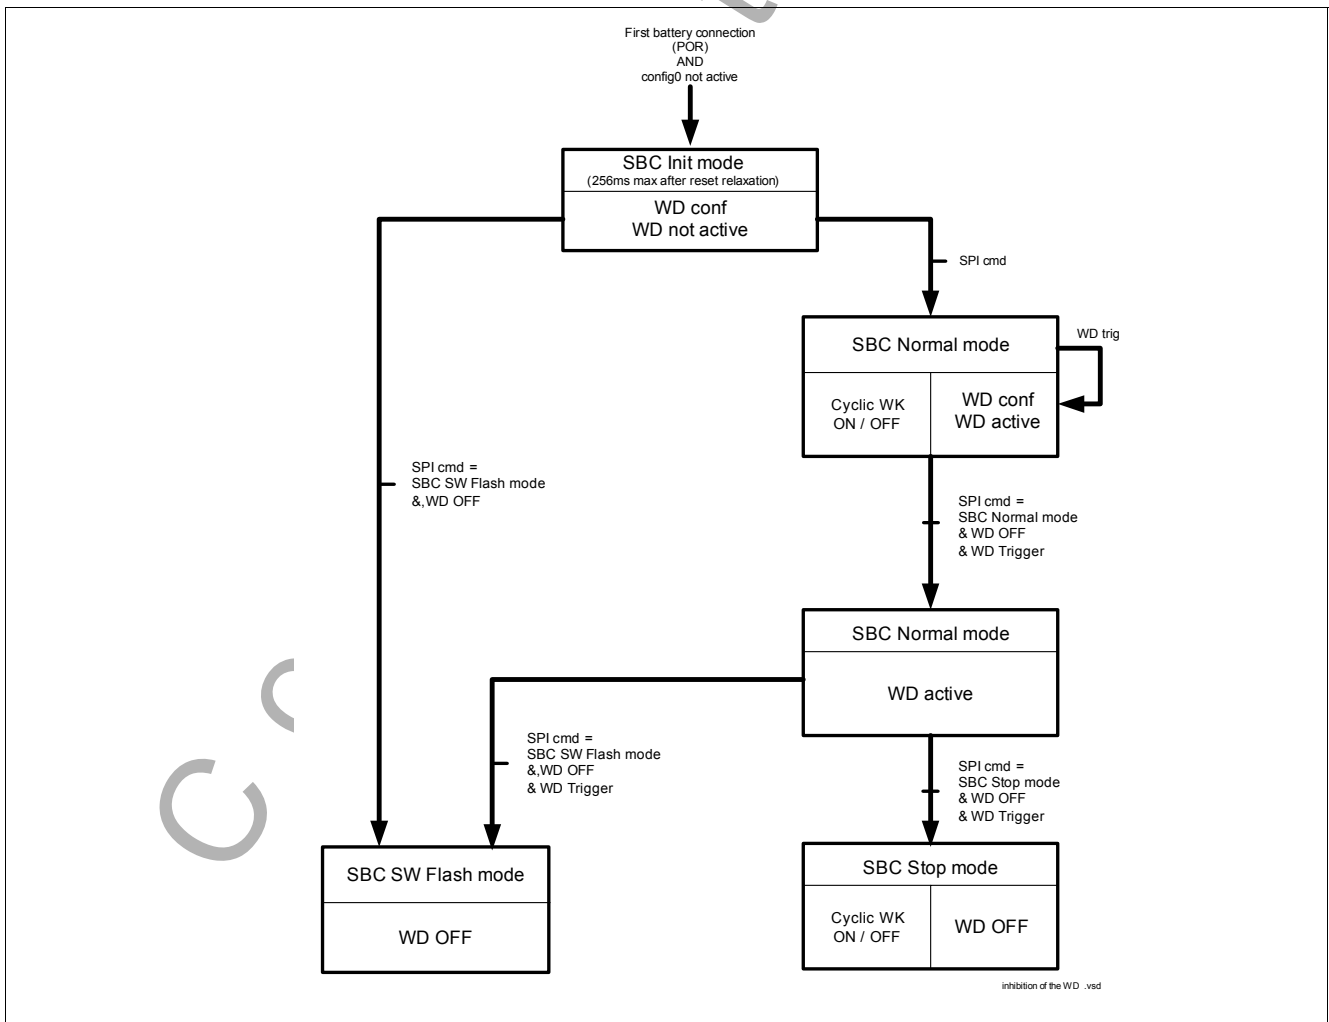 First battery connection
(POR)
AND
config0 not active
SBC Init mode
(256ms max after reset relaxation)
WD conf
WD not active
SPI cmd
SBC Normal mode
WD trig
Cyclic WK
ON / OFF
WD conf
WD active
SPI cmd =
SBC SW Flash mode
&,WD OFF
SPI cmd =
SBC Normal mode
& WD OFF
& WD Trigger
SBC Normal mode
WD active
SPI cmd =
SBC SW Flash mode
&,WD OFF
& WD Trigger
SPI cmd =
SBC Stop mode
& WD OFF
& WD Trigger
SBC SW Flash mode
WD OFF
SBC Stop mode
Cyclic WK
ON / OFF
WD OFF
inhibition of the WD .vsd
C